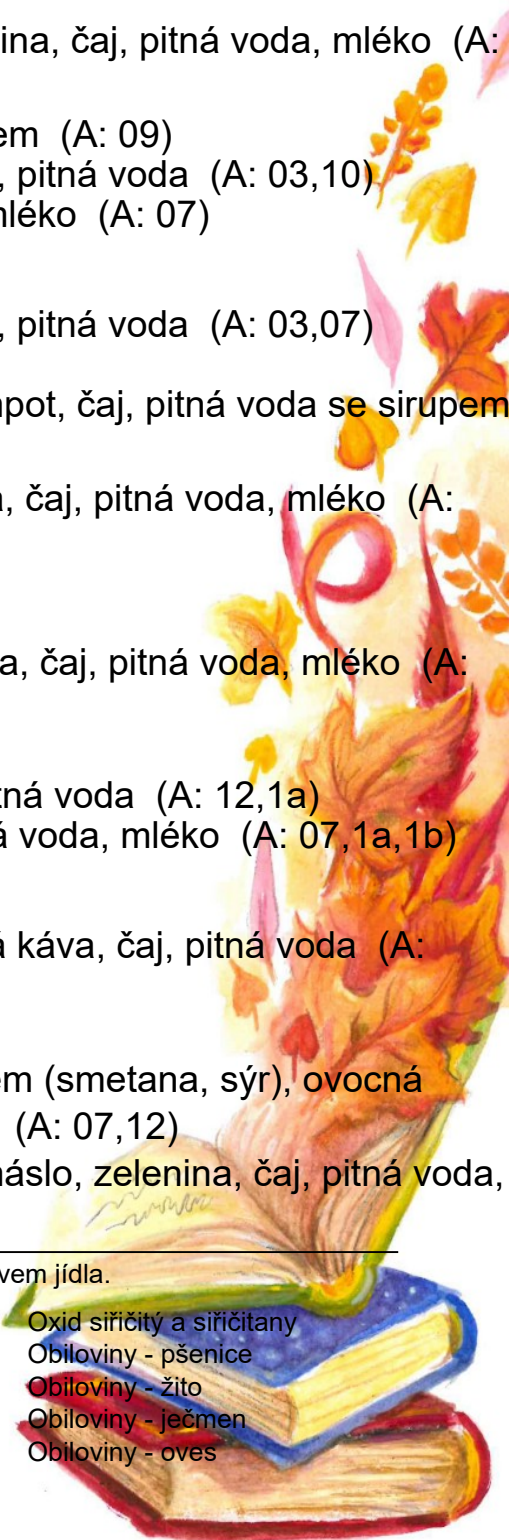 ina, čaj, pitná voda, mléko (A:
em (A: 09)
, pitná voda (A: 03,10)
mléko (A: 07)
, pitná voda (A: 03,07)
mpot, čaj, pitná voda se sirupem
a, čaj, pitná voda, mléko (A:
a, čaj, pitná voda, mléko (A:
tná voda (A: 12,1a)
á voda, mléko (A: 07,1a,1b)
á káva, čaj, pitná voda (A:
em (smetana, sýr), ovocná
(A: 07,12)
máslo, zelenina, čaj, pitná voda,
vem jídla.
Oxid siřičitý a siřičitany
Obiloviny - pšenice
Obiloviny - žito
Obiloviny - ječmen
Obiloviny - oves